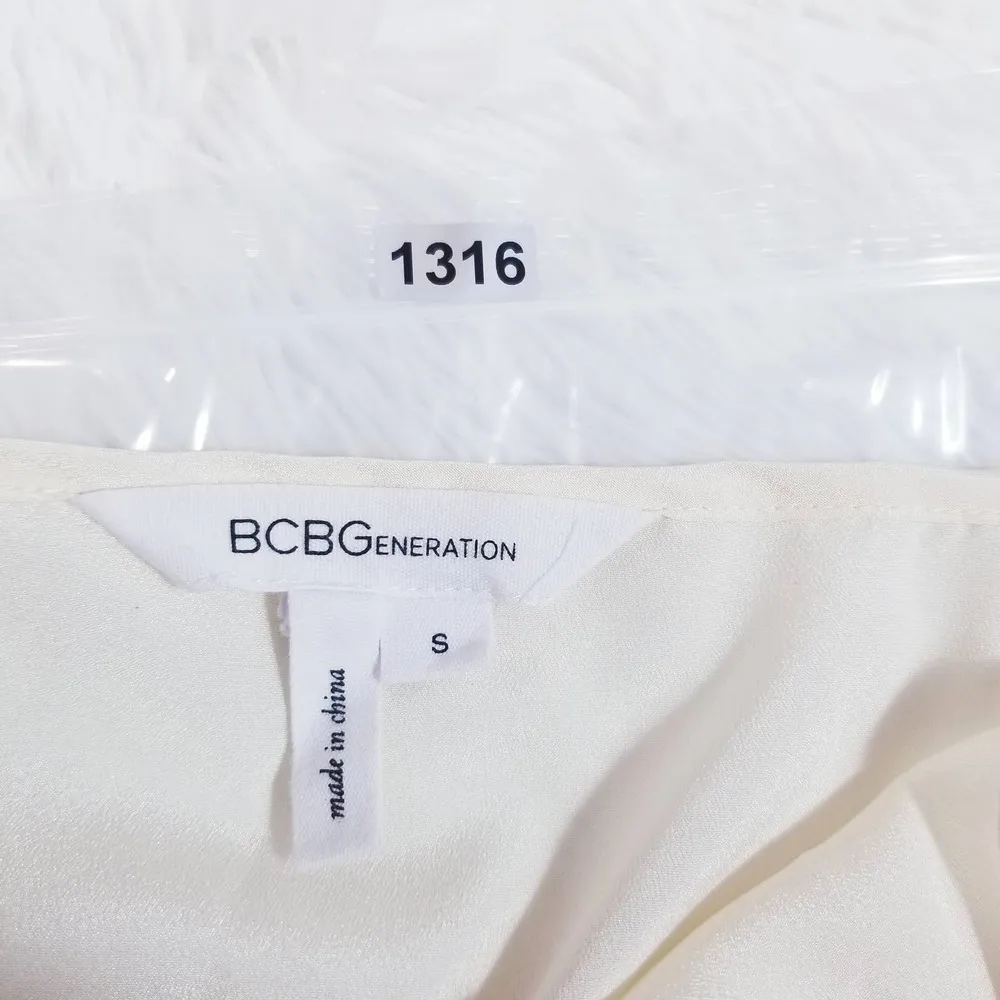 1316
BCBGENERATION
S
made in china